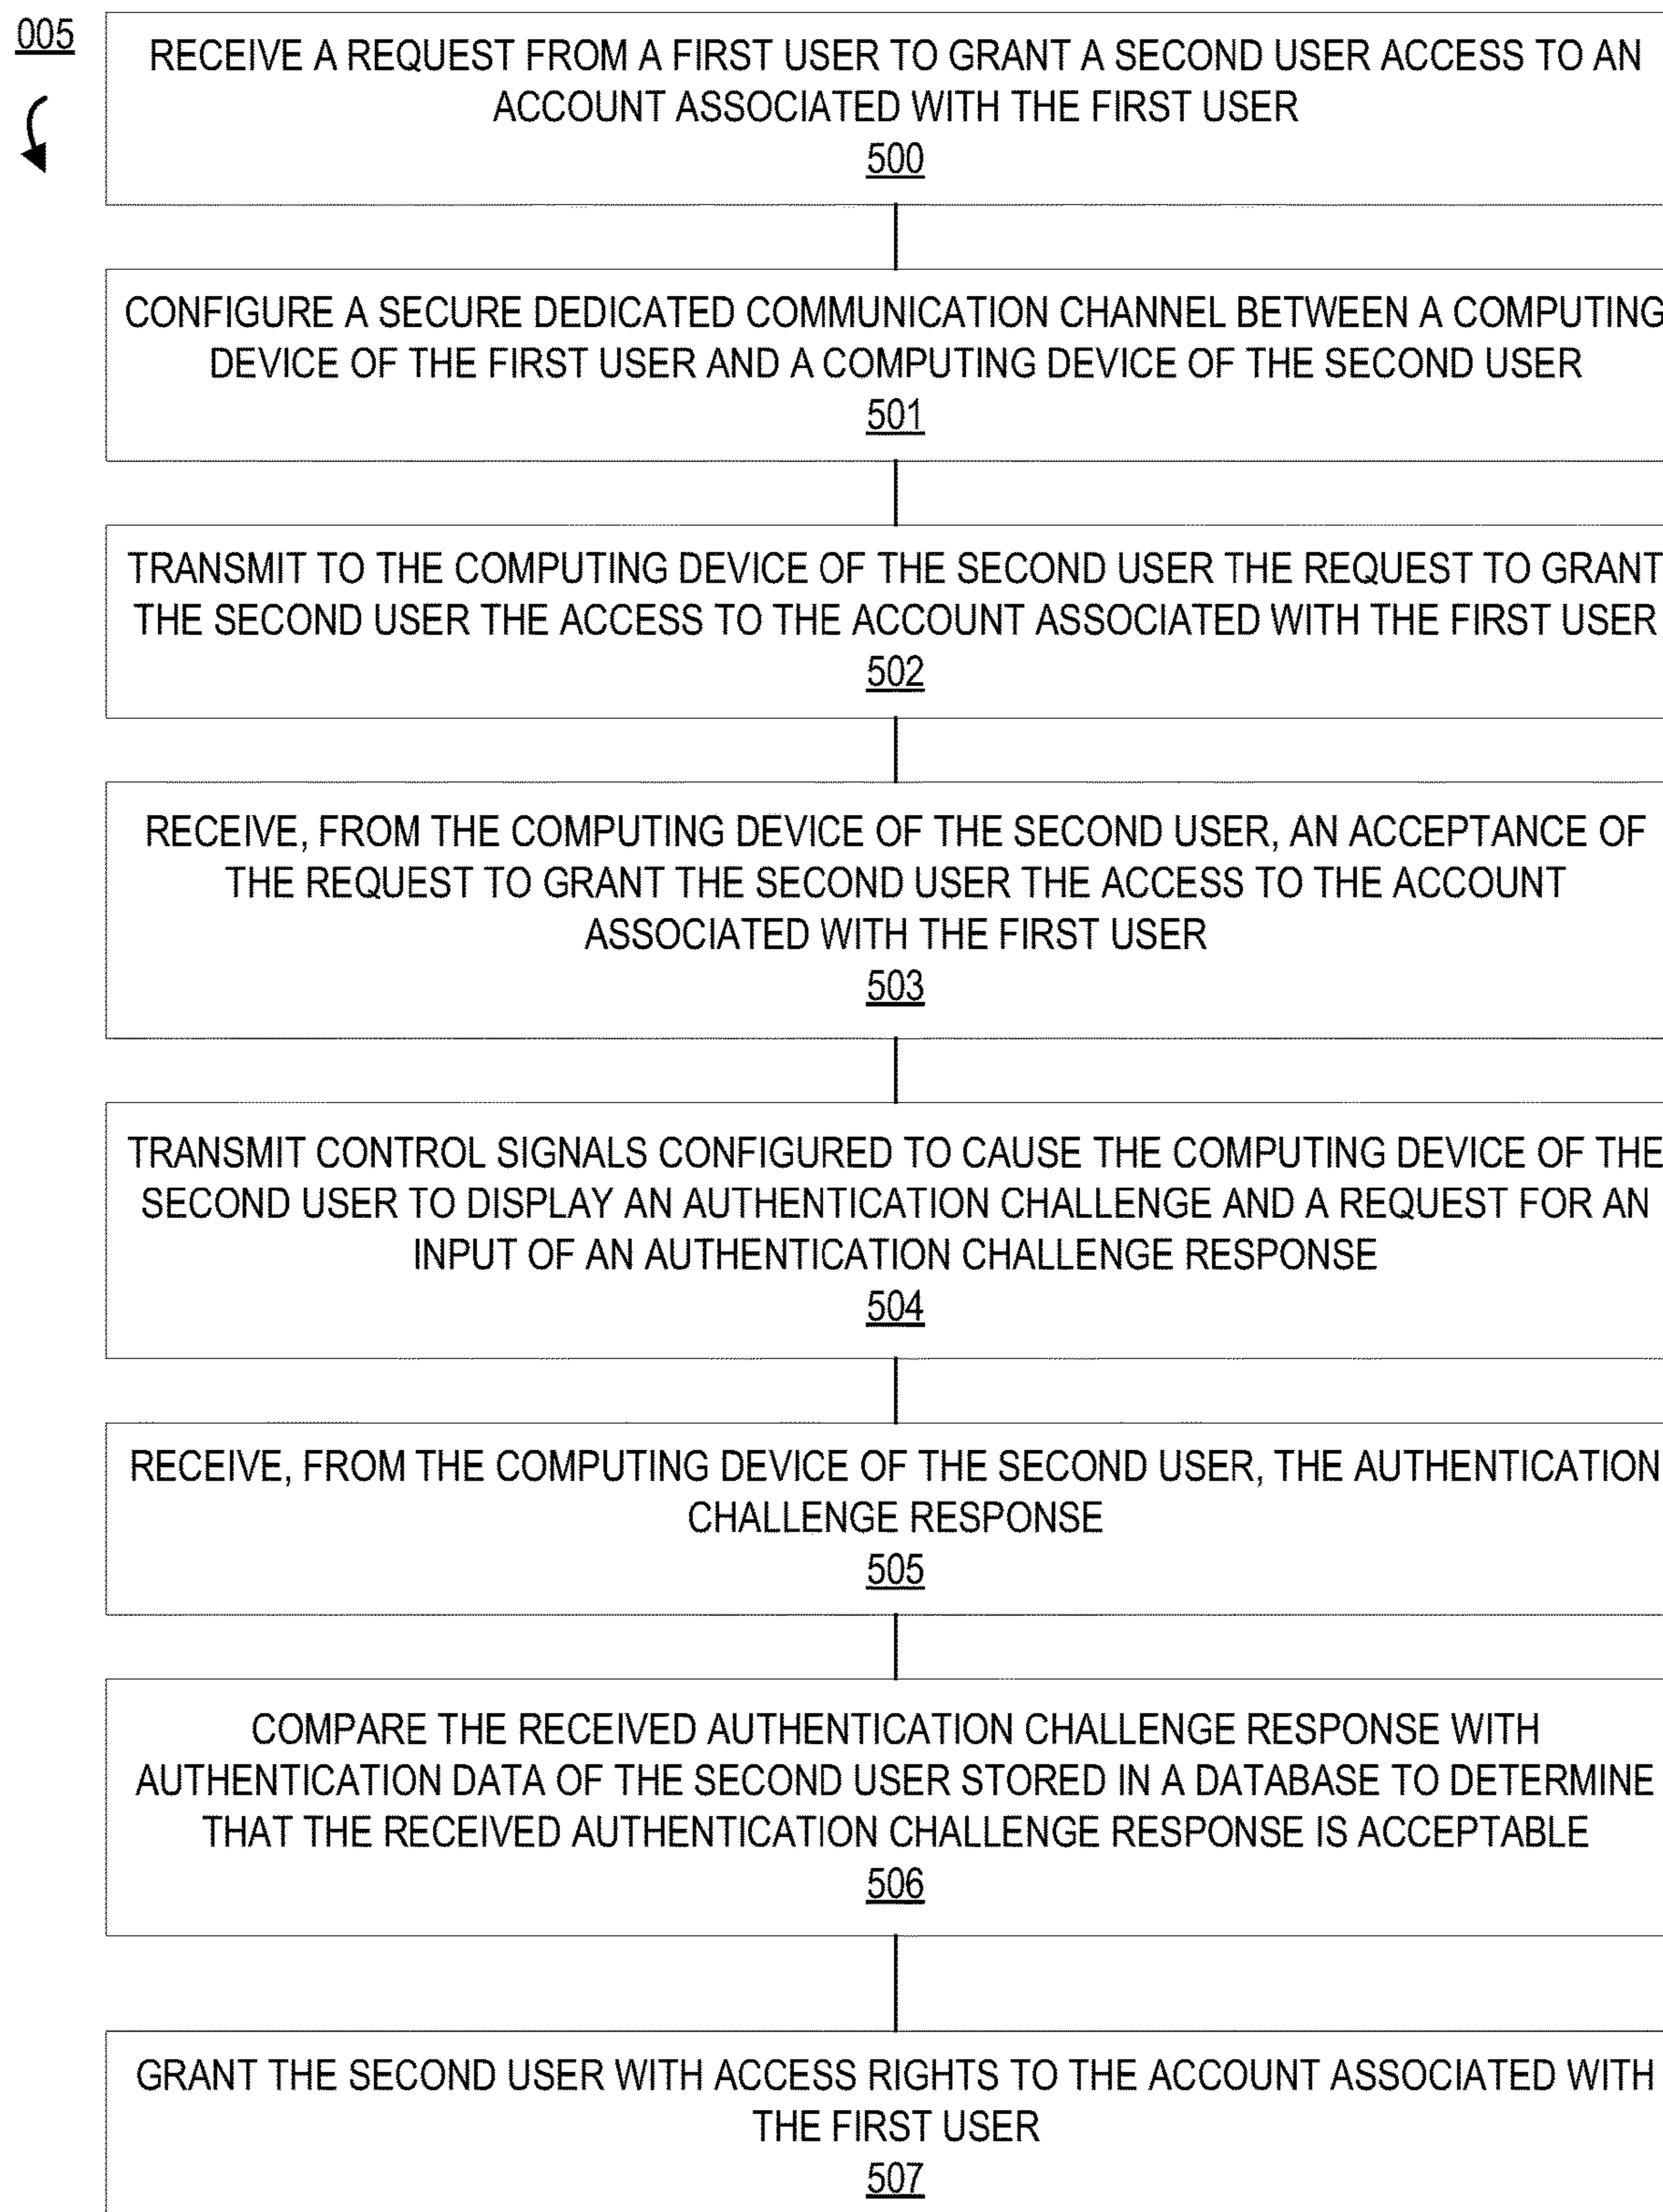 005
RECEIVE A REQUEST FROM A FIRST USER TO GRANT A SECOND USER ACCESS TO AN
ACCOUNT ASSOCIATED WITH THE FIRST USER
500
CONFIGURE A SECURE DEDICATED COMMUNICATION CHANNEL BETWEEN A COMPUTING
DEVICE OF THE FIRST USER AND A COMPUTING DEVICE OF THE SECOND USER
501
TRANSMIT TO THE COMPUTING DEVICE OF THE SECOND USER THE REQUEST TO GRANT
THE SECOND USER THE ACCESS TO THE ACCOUNT ASSOCIATED WITH THE FIRST USER
502
RECEIVE, FROM THE COMPUTING DEVICE OF THE SECOND USER, AN ACCEPTANCE OF
THE REQUEST TO GRANT THE SECOND USER THE ACCESS TO THE ACCOUNT
ASSOCIATED WITH THE FIRST USER
503
TRANSMIT CONTROL SIGNALS CONFIGURED TO CAUSE THE COMPUTING DEVICE OF THE
SECOND USER TO DISPLAY AN AUTHENTICATION CHALLENGE AND A REQUEST FOR AN
INPUT OF AN AUTHENTICATION CHALLENGE RESPONSE
504
RECEIVE, FROM THE COMPUTING DEVICE OF THE SECOND USER, THE AUTHENTICATION
CHALLENGE RESPONSE
505
COMPARE THE RECEIVED AUTHENTICATION CHALLENGE RESPONSE WITH
AUTHENTICATION DATA OF THE SECOND USER STORED IN A DATABASE TO DETERMINE
THAT THE RECEIVED AUTHENTICATION CHALLENGE RESPONSE IS ACCEPTABLE
506
GRANT THE SECOND USER WITH ACCESS RIGHTS TO THE ACCOUNT ASSOCIATED WITH
THE FIRST USER
507